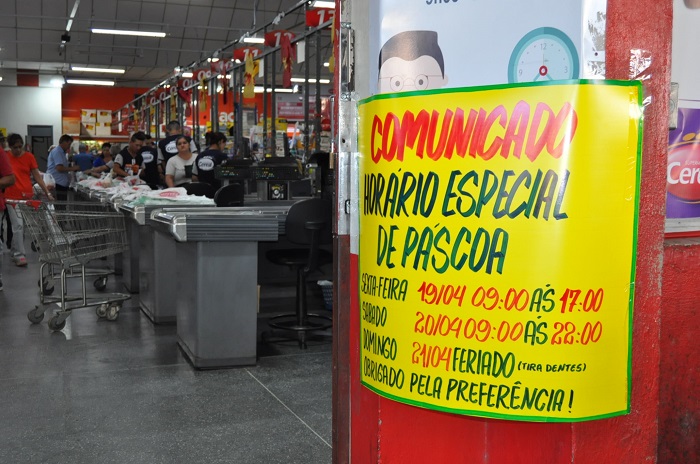 COMUNICADO
HORÁRIO ESPECIAL
DE PÁSCOA
SEXTA-FEIRA 19/04 09:00 ÀS 17:00
SÁBADO 20/04 09:00 ÀS 22:00
DOMINGO 21/04 FERIADO (TIRA DENTES)
OBRIGADO PELA PREFERÊNCIA!